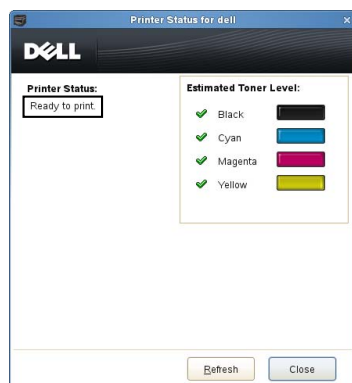 Printer Status for dell
DELL
Printer Status:
Ready to print.
Estimated Toner Level:
Black
Cyan
Magenta
Yellow
Refresh
Close